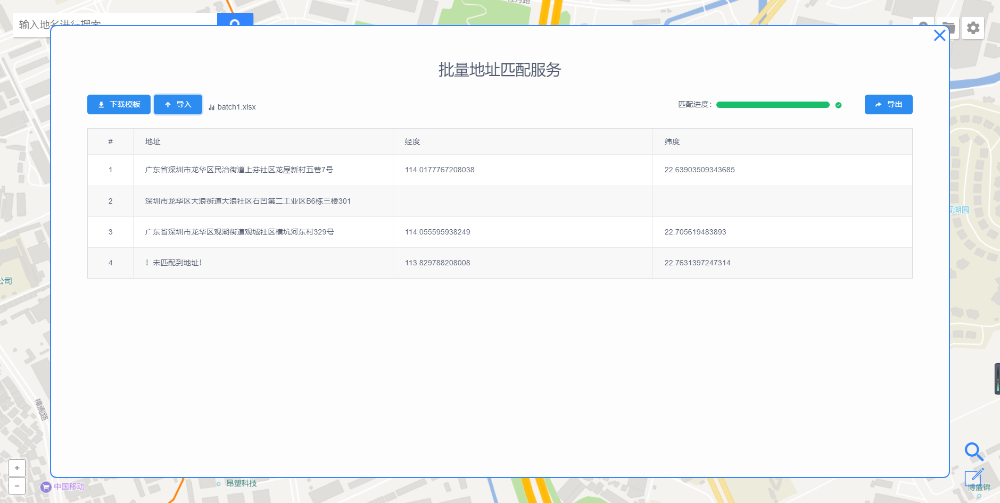 输入地名进行搜索
批量地址匹配服务
下载模板
导入
batch1.xlsx
匹配进度：
导出
# 地址 经度 纬度
1 广东省深圳市龙华区民治街道上芬社区龙屋新村五巷7号 114.0177767208038 22.63903509343685
2 深圳市龙华区大浪街道大浪社区石凹第二工业区B6栋三楼301
3 广东省深圳市龙华区观湖街道观城社区横坑河东村329号 114.055595938249 22.705619483893
4 ！未匹配到地址！ 113.829788208008 22.7631397247314
观湖园
公司
樟阁路
+
−
中国移动
昂塑科技
博盛锦